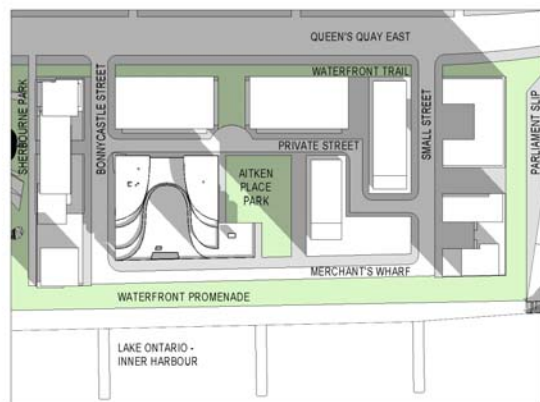 QUEEN'S QUAY EAST
WATERFRONT TRAIL
SHERBOURNE PARK
BONNYCASTLE STREET
SMALL STREET
PARLIAMENT SLIP
PRIVATE STREET
AITKEN
PLACE
PARK
MERCHANT'S WHARF
WATERFRONT PROMENADE
LAKE ONTARIO -
INNER HARBOUR